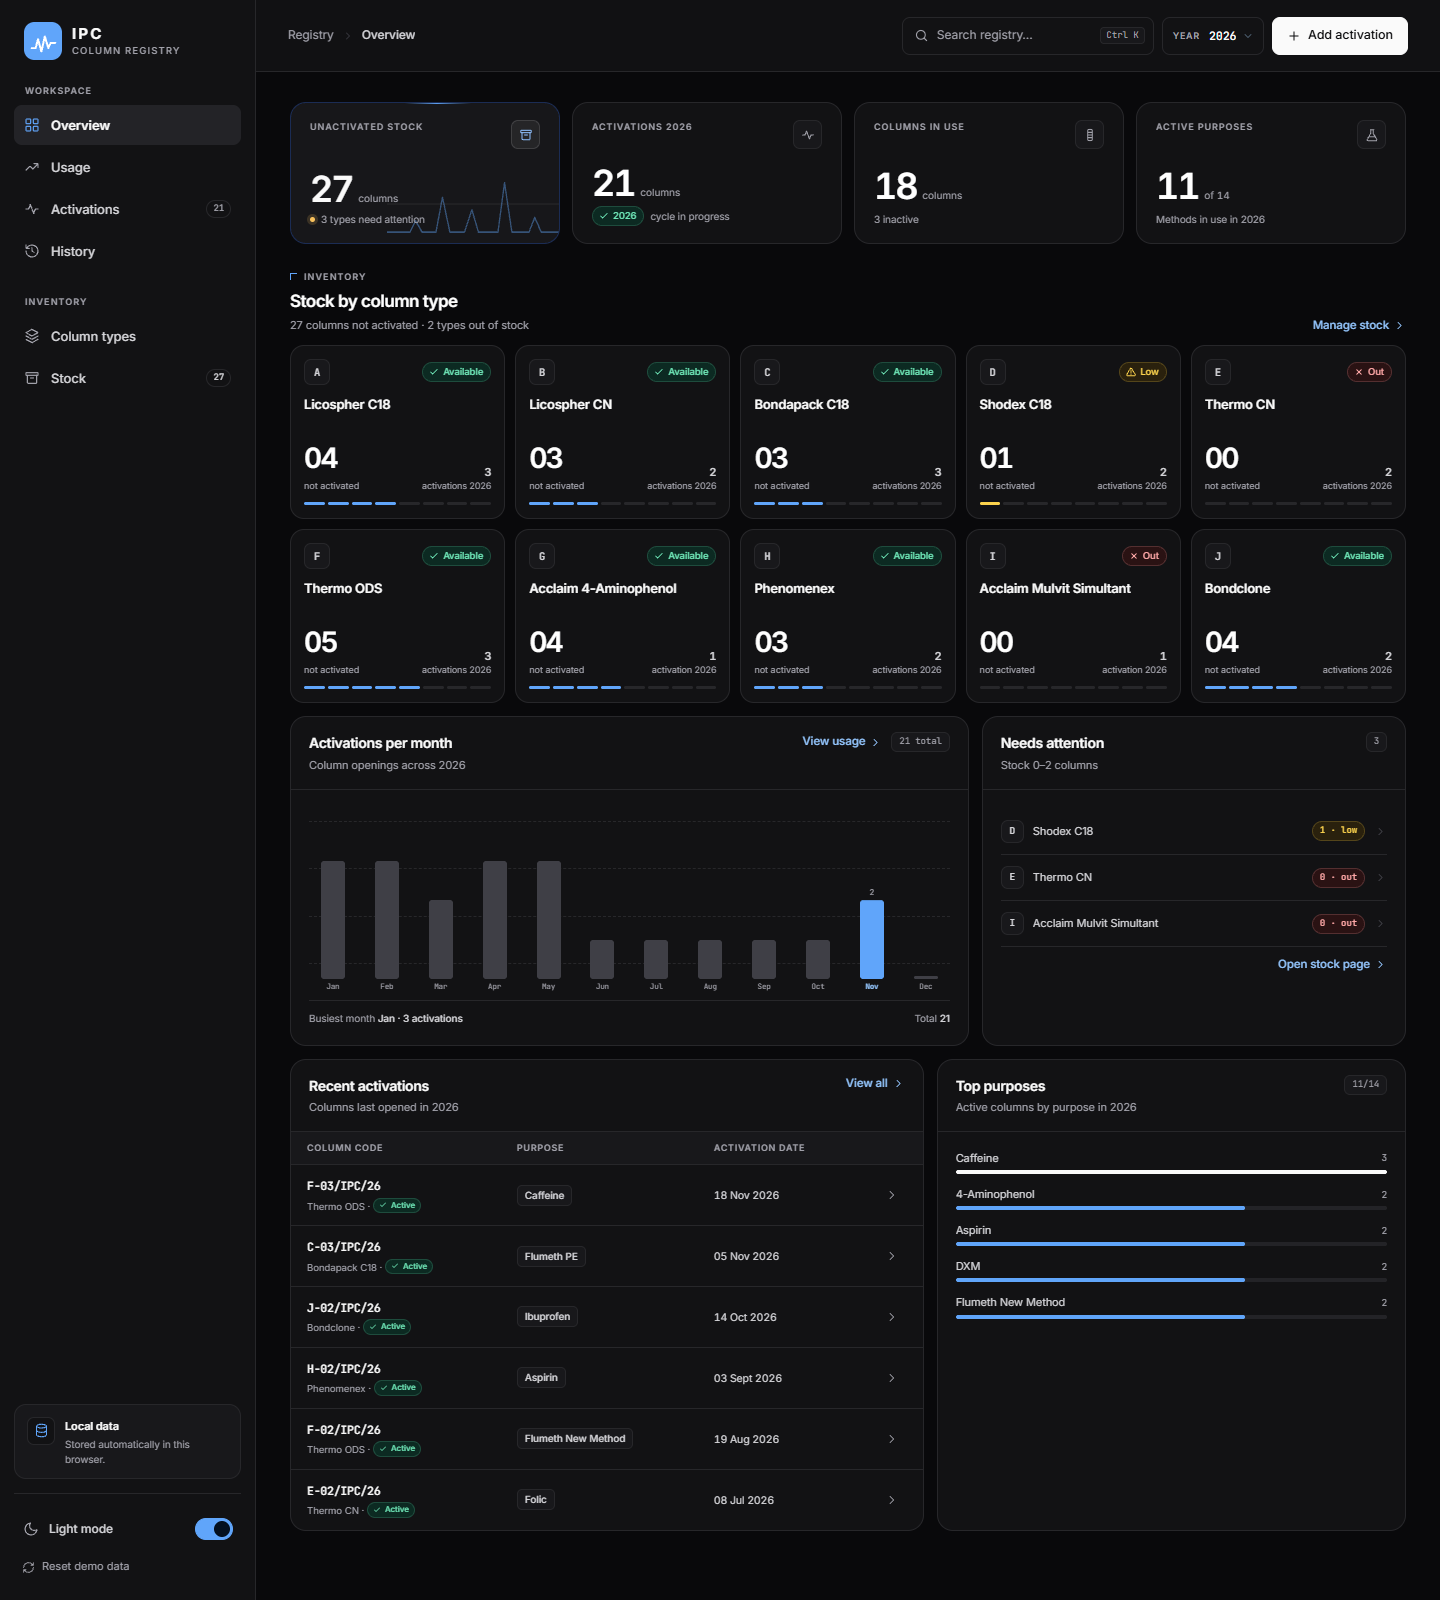 IPC
COLUMN REGISTRY
WORKSPACE
Overview
Usage
Activations 21
History
INVENTORY
Column types
Stock 27
Local data
Stored automatically in this
browser.
Light mode
Reset demo data
Registry Overview
Search registry... Ctrl K
YEAR 2026
Add activation
UNACTIVATED STOCK
27 columns
3 types need attention
ACTIVATIONS 2026
21 columns
2026 cycle in progress
COLUMNS IN USE
18 columns
3 inactive
ACTIVE PURPOSES
11 of 14
Methods in use in 2026
INVENTORY
Stock by column type
27 columns not activated · 2 types out of stock
Manage stock
A Available
Licospher C18
04 3
not activated activations 2026
B Available
Licospher CN
03 2
not activated activations 2026
C Available
Bondapack C18
03 3
not activated activations 2026
D Low
Shodex C18
01 2
not activated activations 2026
E Out
Thermo CN
00 2
not activated activations 2026
F Available
Thermo ODS
05 3
not activated activations 2026
G Available
Acclaim 4-Aminophenol
04 1
not activated activation 2026
H Available
Phenomenex
03 2
not activated activations 2026
I Out
Acclaim Mulvit Simultant
00 1
not activated activation 2026
J Available
Bondclone
04 2
not activated activations 2026
Activations per month
View usage 21 total
Column openings across 2026
2
Jan Feb Mar Apr May Jun Jul Aug Sep Oct Nov Dec
Busiest month Jan · 3 activations Total 21
Needs attention 3
Stock 0–2 columns
D Shodex C18 1 · low
E Thermo CN 0 · out
I Acclaim Mulvit Simultant 0 · out
Open stock page
Recent activations View all
Columns last opened in 2026
COLUMN CODE PURPOSE ACTIVATION DATE
F-03/IPC/26
Thermo ODS · Active
Caffeine 18 Nov 2026
C-03/IPC/26
Bondapack C18 · Active
Flumeth PE 05 Nov 2026
J-02/IPC/26
Bondclone · Active
Ibuprofen 14 Oct 2026
H-02/IPC/26
Phenomenex · Active
Aspirin 03 Sept 2026
F-02/IPC/26
Thermo ODS · Active
Flumeth New Method 19 Aug 2026
E-02/IPC/26
Thermo CN · Active
Folic 08 Jul 2026
Top purposes 11/14
Active columns by purpose in 2026
Caffeine 3
4-Aminophenol 2
Aspirin 2
DXM 2
Flumeth New Method 2